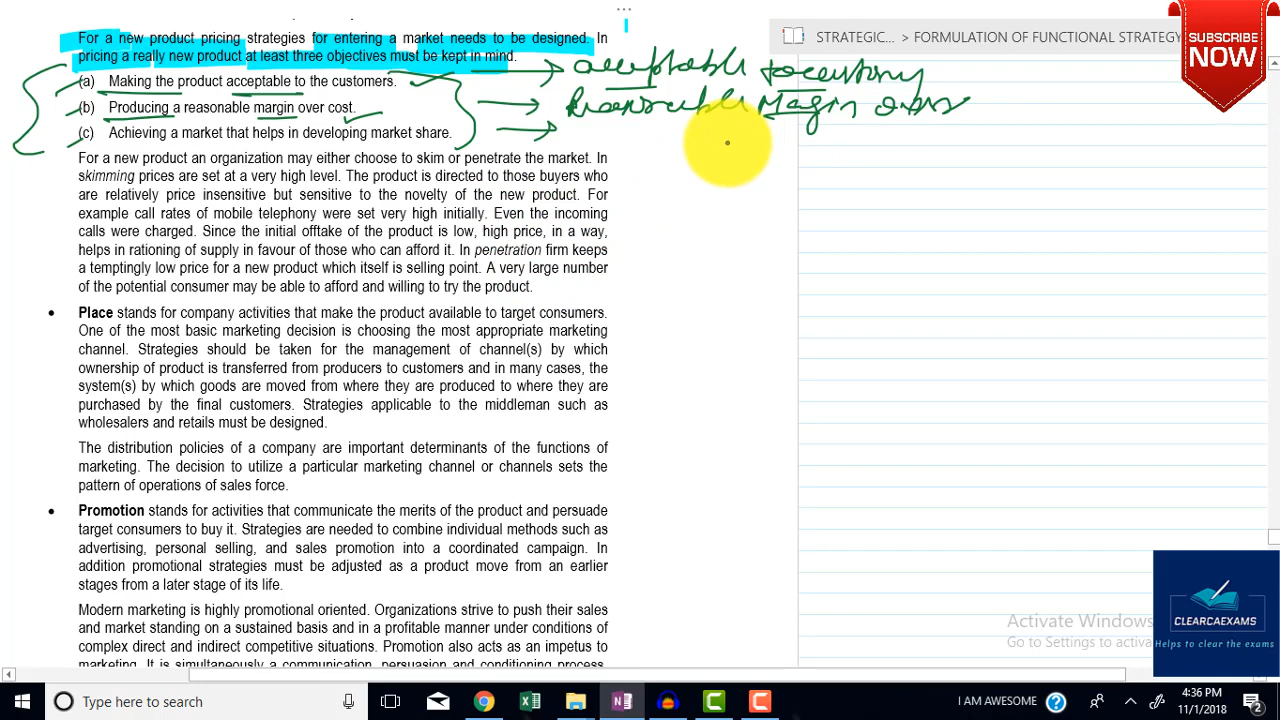 For a new product pricing strategies for entering a market needs to be designed. In
pricing a really new product at least three objectives must be kept in mind.
(a) Making the product acceptable to the customers.
(b) Producing a reasonable margin over cost.
(c) Achieving a market that helps in developing market share.
acceptable to
Reasonable Margin
For a new product an organization may either choose to skim or penetrate the market. In
skimming prices are set at a very high level. The product is directed to those buyers who
are relatively price insensitive but sensitive to the novelty of the new product. For
example call rates of mobile telephony were set very high initially. Even the incoming
calls were charged. Since the initial offtake of the product is low, high price, in a way,
helps in rationing of supply in favour of those who can afford it. In penetration firm keeps
a temptingly low price for a new product which itself is selling point. A very large number
of the potential consumer may be able to afford and willing to try the product.
• Place stands for company activities that make the product available to target consumers.
One of the most basic marketing decision is choosing the most appropriate marketing
channel. Strategies should be taken for the management of channel(s) by which
ownership of product is transferred from producers to customers and in many cases, the
system(s) by which goods are moved from where they are produced to where they are
purchased by the final customers. Strategies applicable to the middleman such as
wholesalers and retails must be designed.
The distribution policies of a company are important determinants of the functions of
marketing. The decision to utilize a particular marketing channel or channels sets the
pattern of operations of sales force.
• Promotion stands for activities that communicate the merits of the product and persuade
target consumers to buy it. Strategies are needed to combine individual methods such as
advertising, personal selling, and sales promotion into a coordinated campaign. In
addition promotional strategies must be adjusted as a product move from an earlier
stages from a later stage of its life.
Modern marketing is highly promotional oriented. Organizations strive to push their sales
and market standing on a sustained basis and in a profitable manner under conditions of
complex direct and indirect competitive situations. Promotion also acts as an impetus to
marketing. It is simultaneously a communication, persuasion and conditioning process.
STRATEGIC... > FORMULATION OF FUNCTIONAL STRATEGY
SUBSCRIBE
NOW
Activate Windows
Go to Settings to activa
CLEARCAEXAMS
Helps to clear the exams
Type here to search
I AM AWESOME
4:36 PM
11/1/2018
2